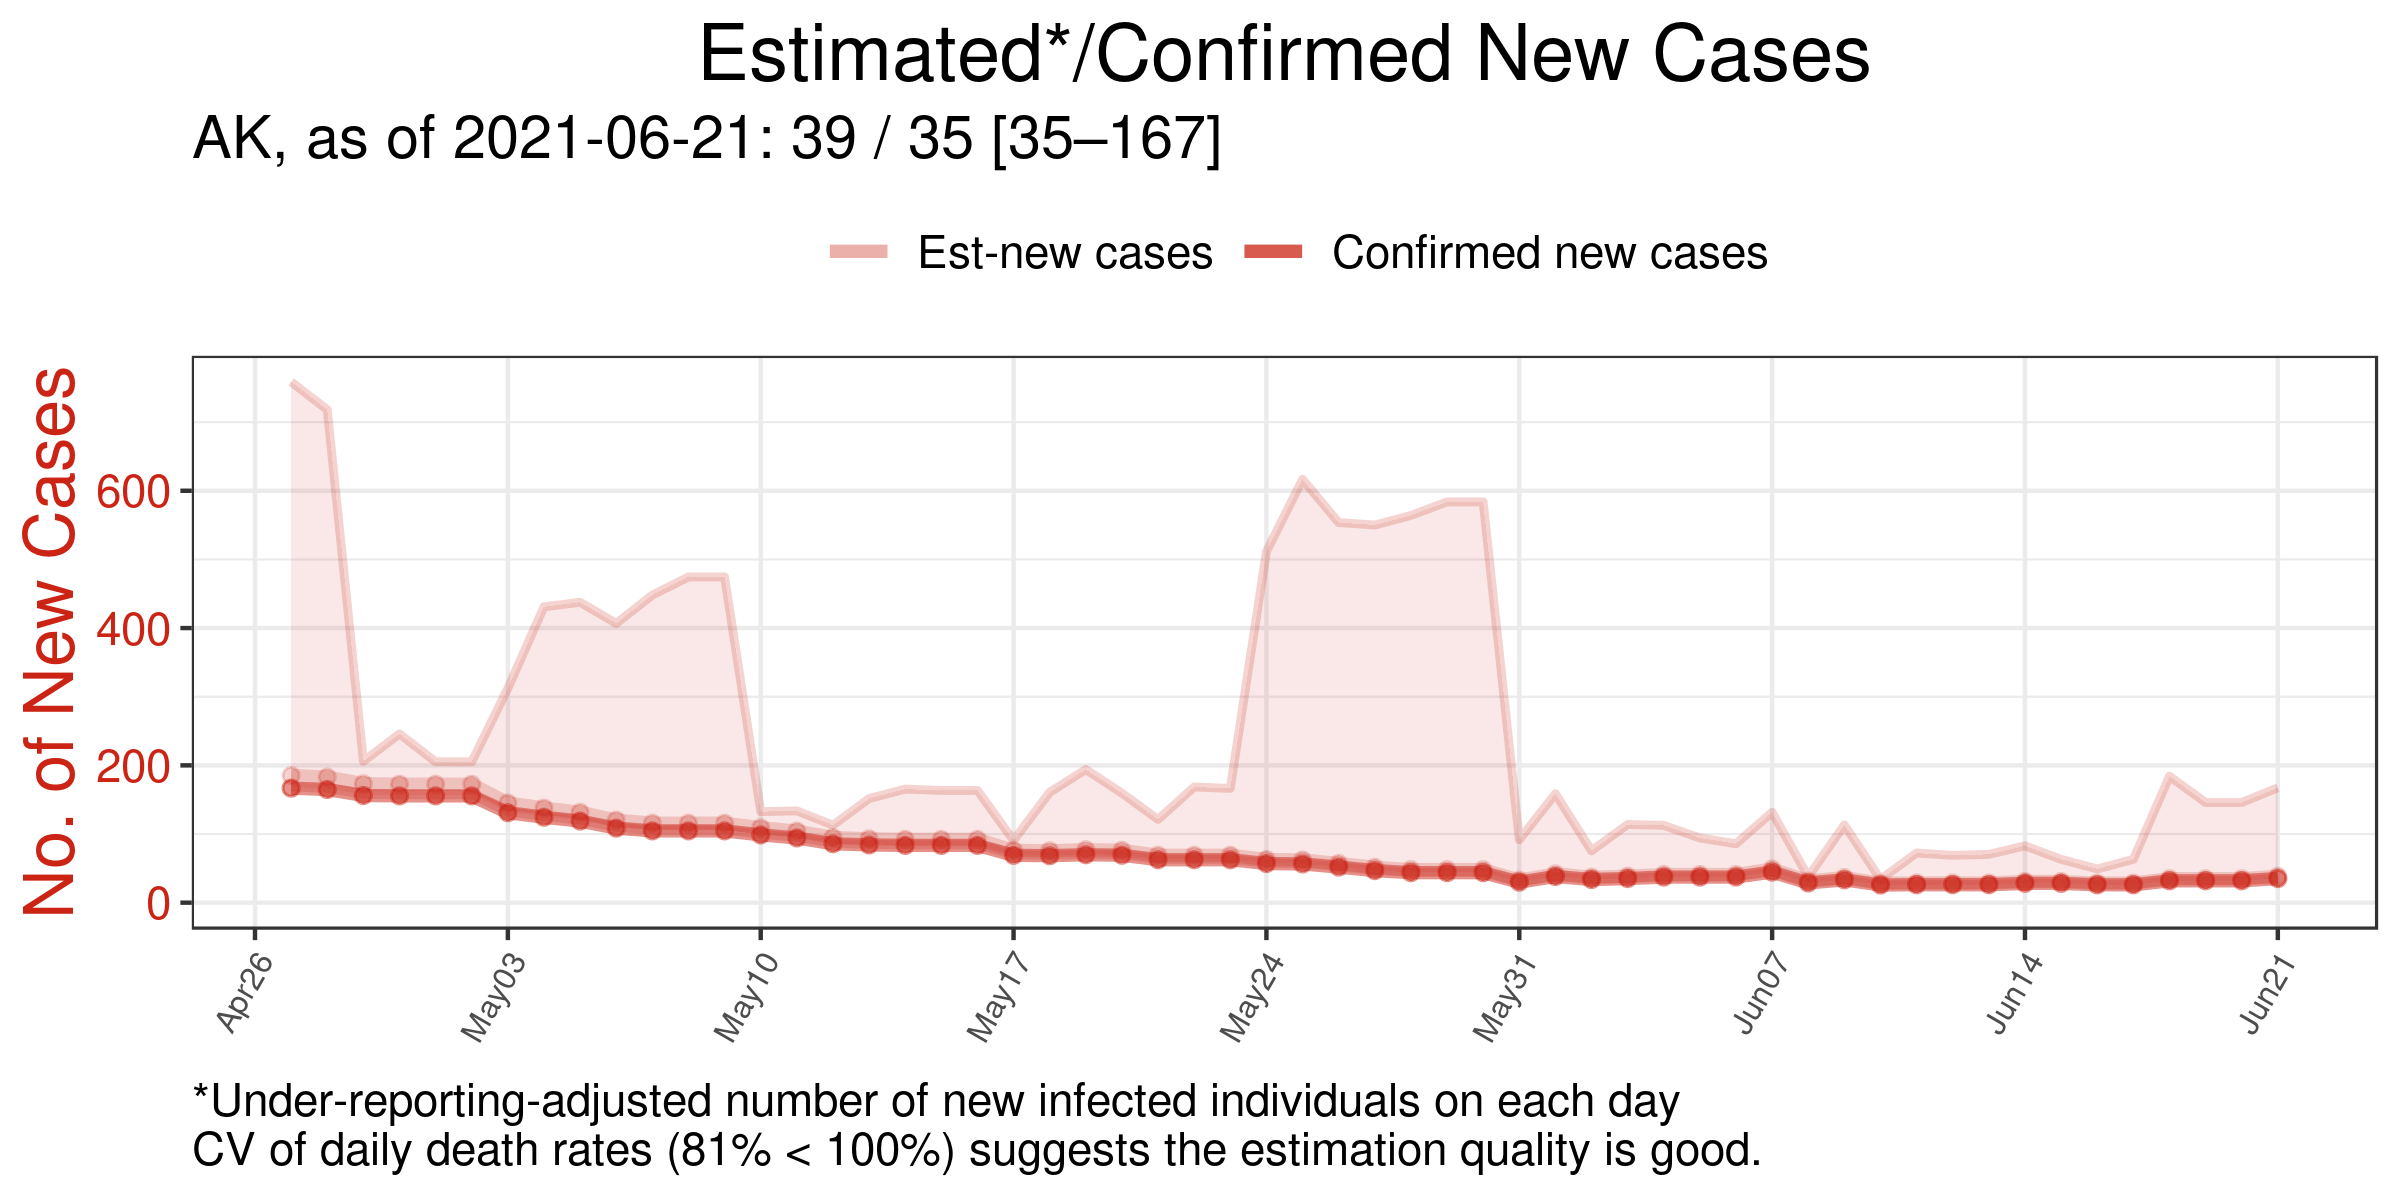 Estimated*/Confirmed New Cases
AK, as of 2021-06-21: 39 / 35 [35–167]
Est-new cases Confirmed new cases
No. of New Cases
600
400
200
0
Apr26 May03 May10 May17 May24 May31 Jun07 Jun14 Jun21
*Under-reporting-adjusted number of new infected individuals on each day
CV of daily death rates (81% < 100%) suggests the estimation quality is good.